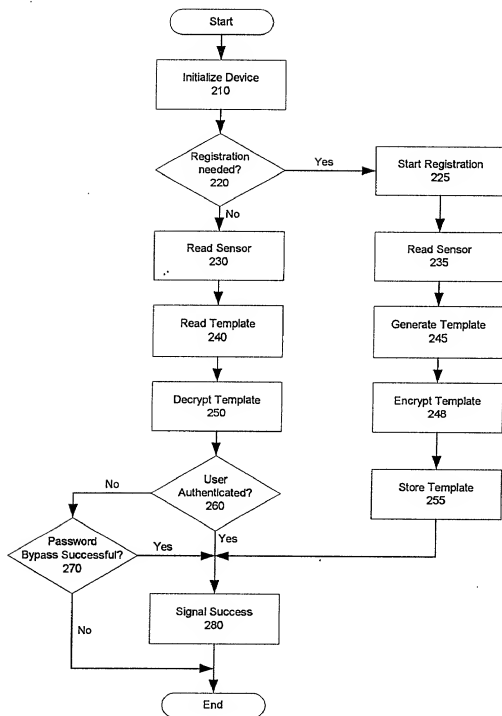 Start
Initialize Device
210
Registration
needed?
220
Yes
Start Registration
225
No
Read Sensor
230
Read Sensor
235
Read Template
240
Generate Template
245
Decrypt Template
250
Encrypt Template
248
No
User
Authenticated?
260
Store Template
255
Password
Bypass Successful?
270
Yes
Yes
Signal Success
280
No
End